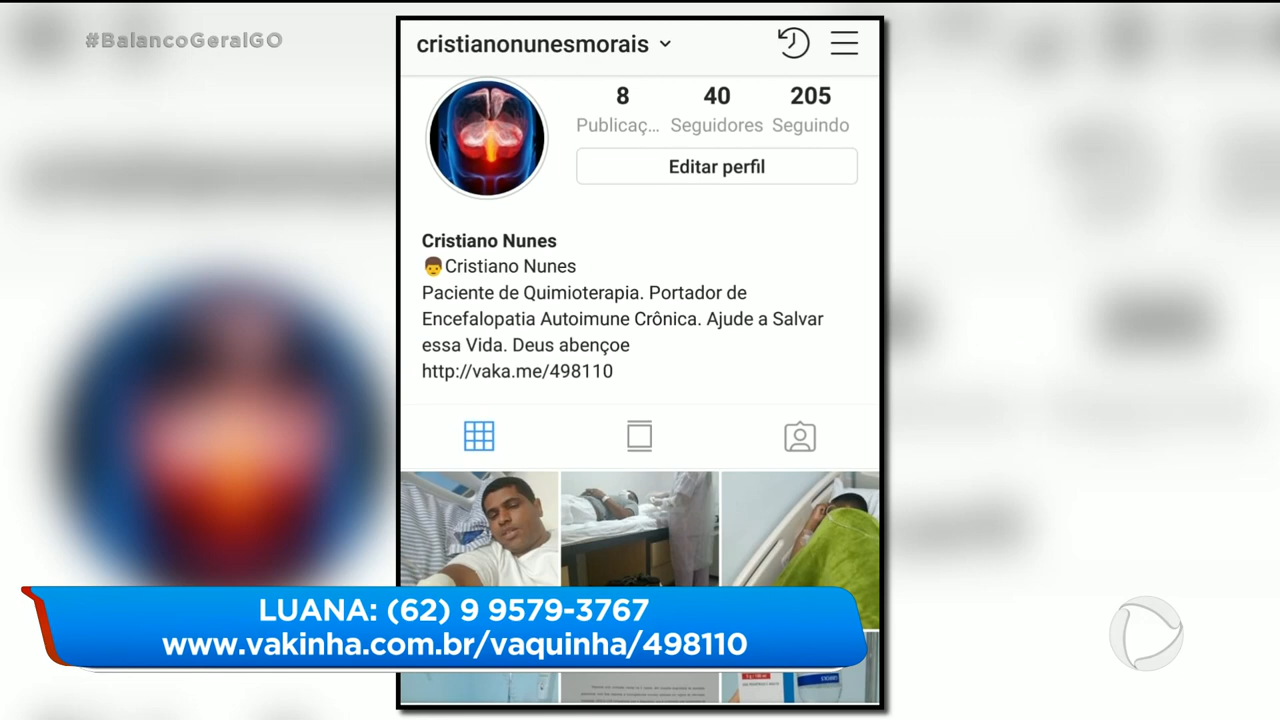 #BalancoGeralGO
cristianonunesmorais
8 40 205
Publicaç... Seguidores Seguindo
Editar perfil
Cristiano Nunes
👨Cristiano Nunes
Paciente de Quimioterapia. Portador de
Encefalopatia Autoimune Crônica. Ajude a Salvar
essa Vida. Deus abençoe
http://vaka.me/498110
LUANA: (62) 9 9579-3767
www.vakinha.com.br/vaquinha/498110